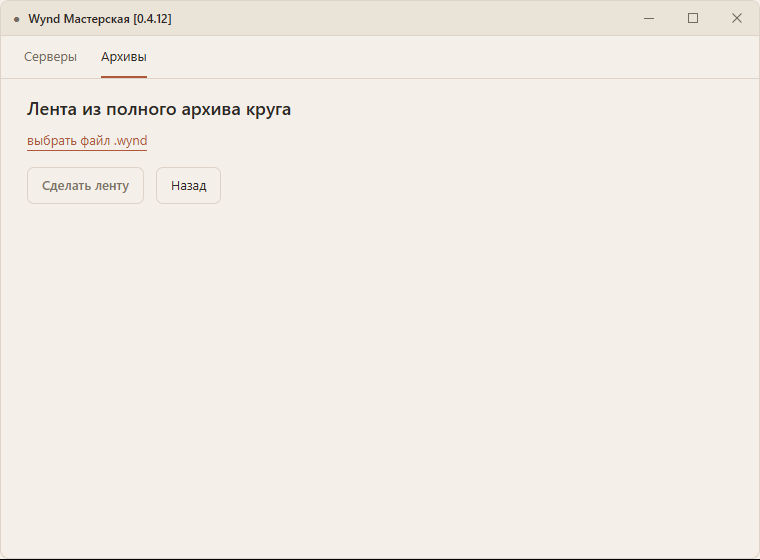 Wynd Мастерская [0.4.12]
Серверы Архивы
Лента из полного архива круга
выбрать файл .wynd
Сделать ленту Назад